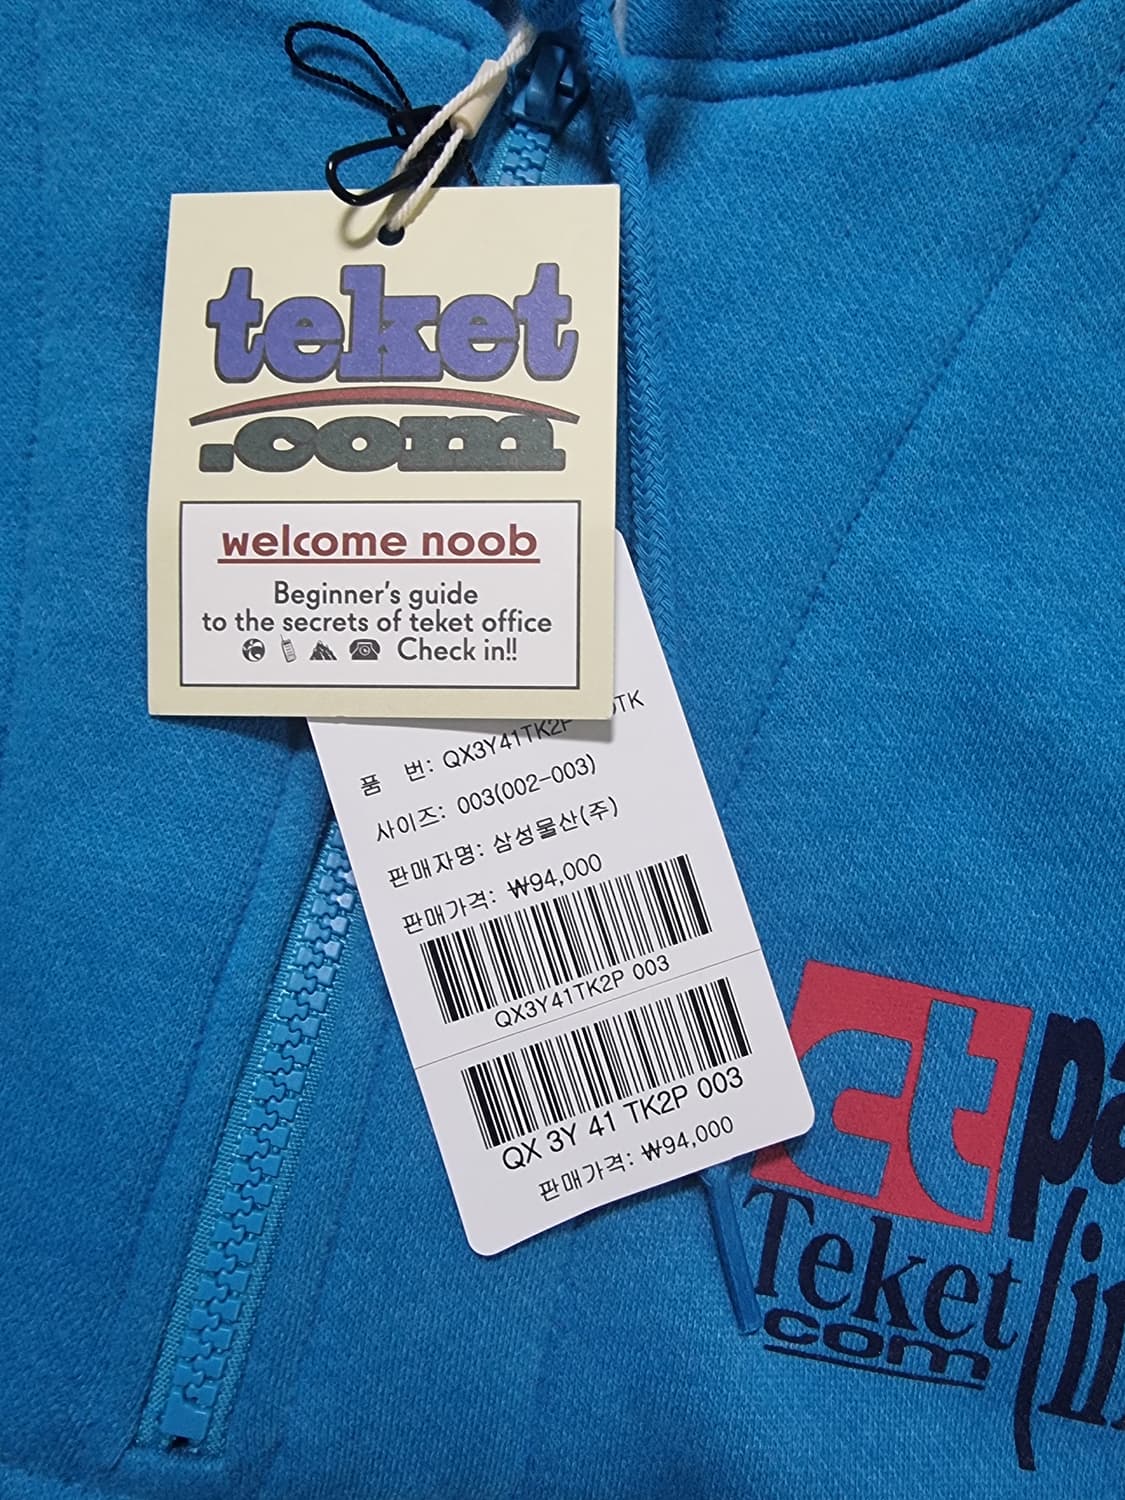 teket
.com
welcome noob
Beginner's guide
to the secrets of teket office
Check in!!
품 번: QX3Y41TK2P
사이즈: 003(002-003)
판매자명: 삼성물산(주)
판매가격: ₩94,000
QX3Y41TK2P 003
QX 3Y 41 TK2P 003
판매가격: ₩94,000
ct
Teket
com